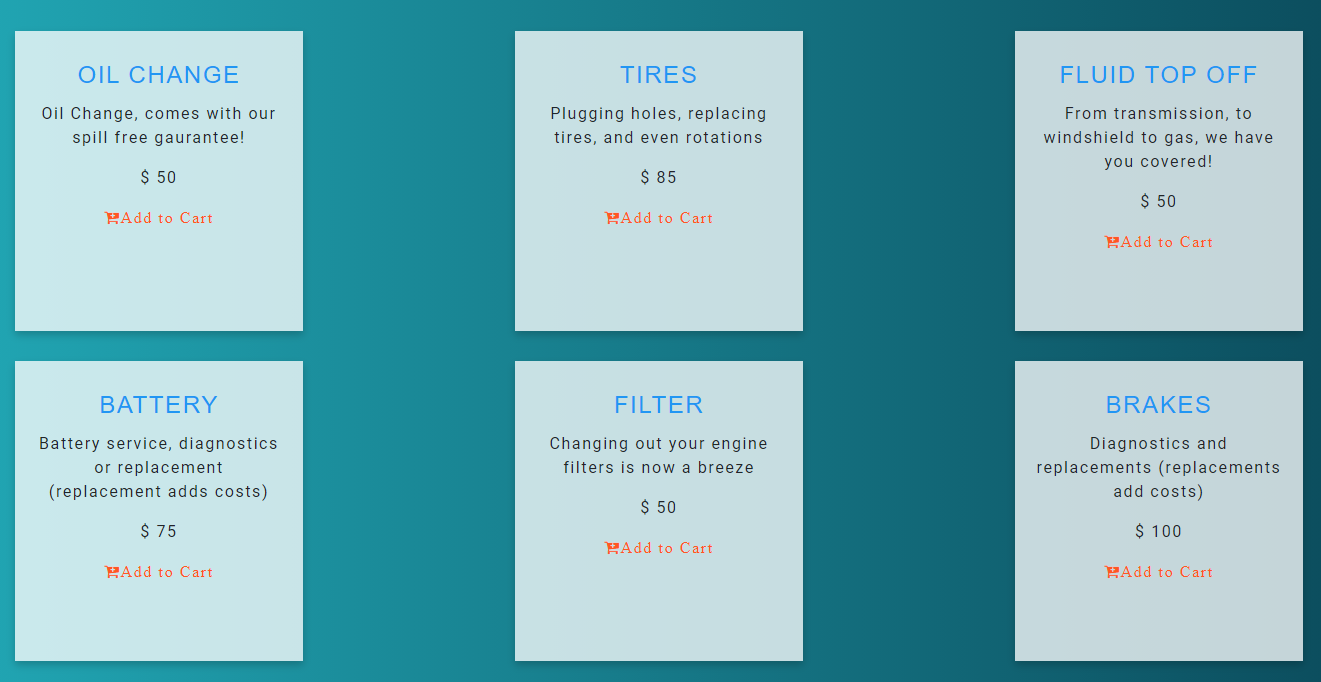 OIL CHANGE
Oil Change, comes with our
spill free gaurantee!
$ 50
Add to Cart
TIRES
Plugging holes, replacing
tires, and even rotations
$ 85
Add to Cart
FLUID TOP OFF
From transmission, to
windshield to gas, we have
you covered!
$ 50
Add to Cart
BATTERY
Battery service, diagnostics
or replacement
(replacement adds costs)
$ 75
Add to Cart
FILTER
Changing out your engine
filters is now a breeze
$ 50
Add to Cart
BRAKES
Diagnostics and
replacements (replacements
add costs)
$ 100
Add to Cart